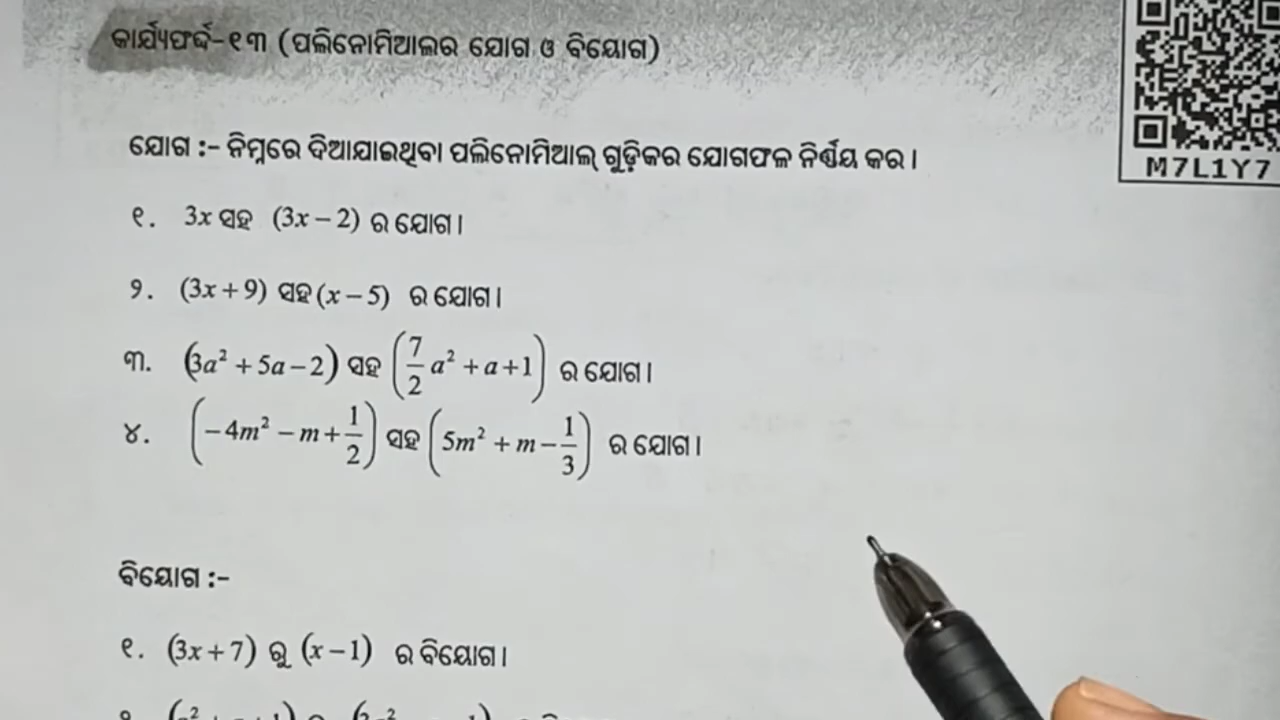 କାର୍ଯ୍ୟଫର୍ଦ୍ଦ-୧୩ (ପଲିନୋମିଆଲର ଯୋଗ ଓ ବିୟୋଗ)
M7L1Y7
ଯୋଗ :- ନିମ୍ନରେ ଦିଆଯାଇଥିବା ପଲିନୋମିଆଲ୍ ଗୁଡ଼ିକର ଯୋଗଫଳ ନିର୍ଣ୍ଣୟ କର ।
୧. 3x ସହ (3x – 2) ର ଯୋଗ ।
୨. (3x + 9) ସହ (x – 5) ର ଯୋଗ ।
୩. (3a² + 5a – 2) ସହ (7/2 a² + a + 1) ର ଯୋଗ ।
୪. (– 4m² – m + 1/2) ସହ (5m² + m – 1/3) ର ଯୋଗ ।
ବିୟୋଗ :-
୧. (3x + 7) ରୁ (x – 1) ର ବିୟୋଗ ।